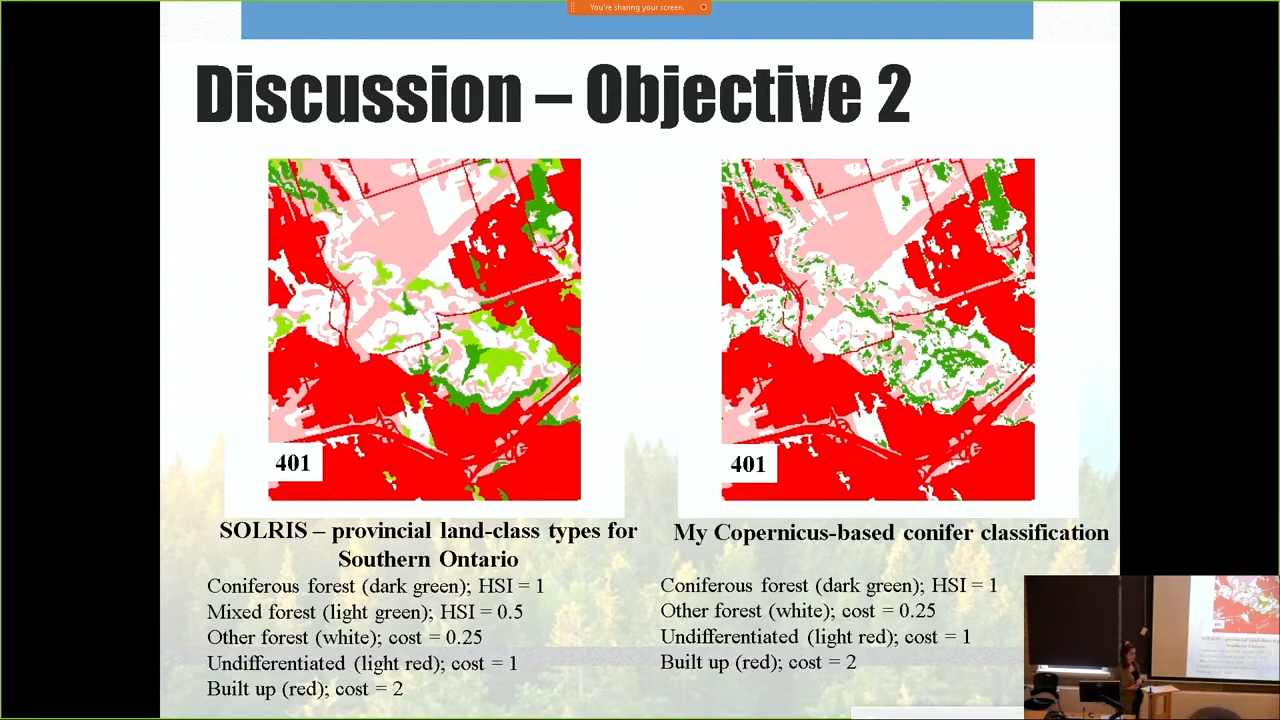 You're sharing your screen.
Discussion – Objective 2
401
401
SOLRIS – provincial land-class types for
Southern Ontario
Coniferous forest (dark green); HSI = 1
Mixed forest (light green); HSI = 0.5
Other forest (white); cost = 0.25
Undifferentiated (light red); cost = 1
Built up (red); cost = 2
My Copernicus-based conifer classification
Coniferous forest (dark green); HSI = 1
Other forest (white); cost = 0.25
Undifferentiated (light red); cost = 1
Built up (red); cost = 2